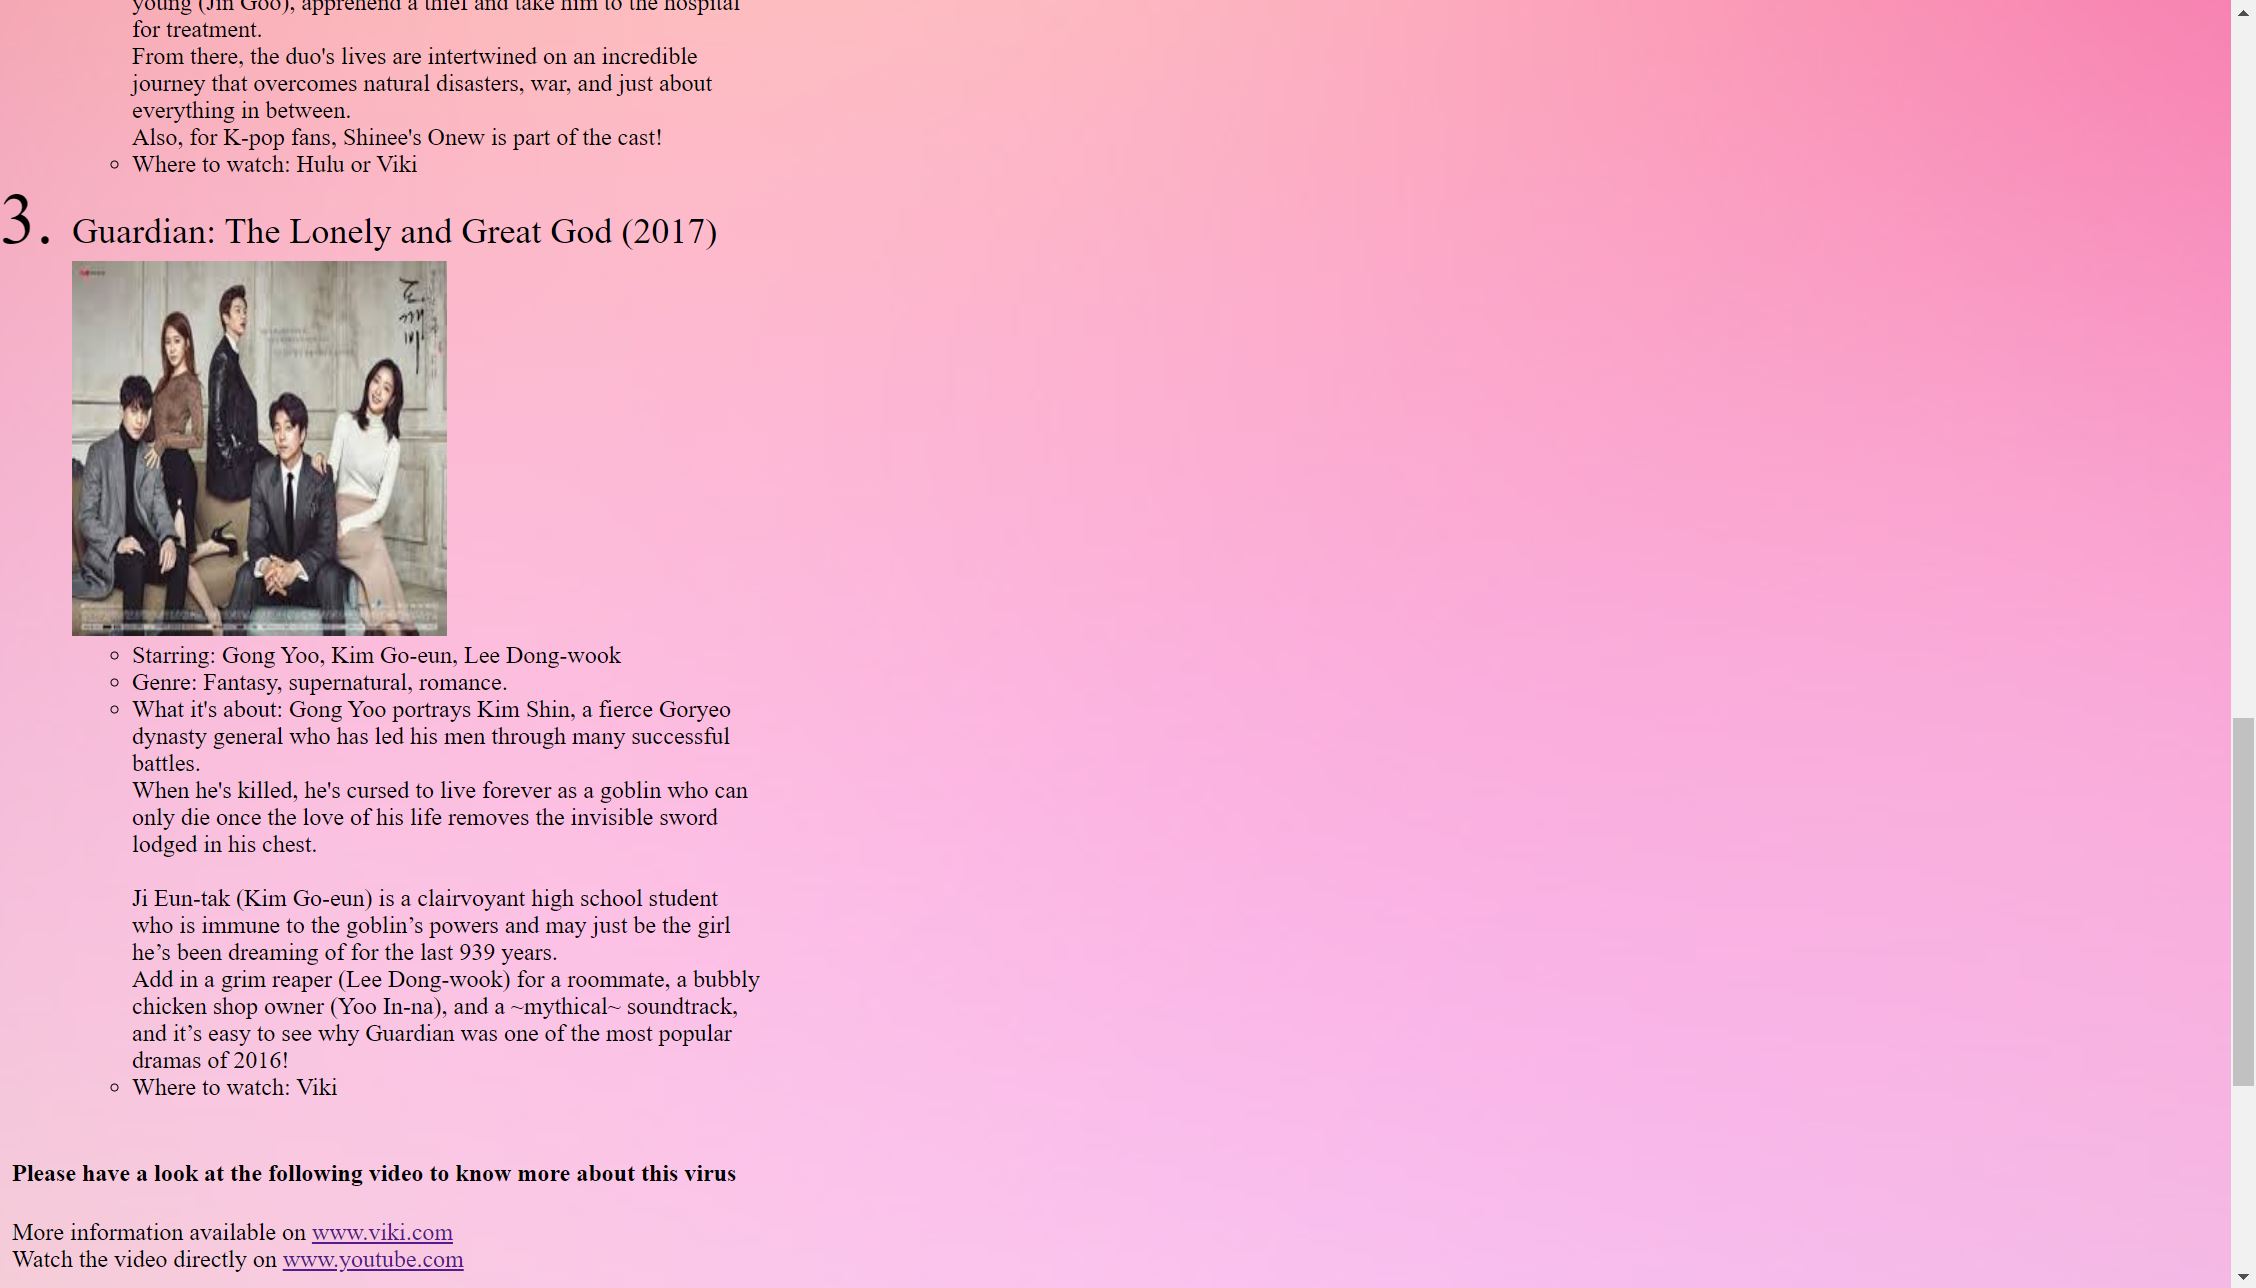 young (Jin Goo), apprehend a thief and take him to the hospital
for treatment.
From there, the duo's lives are intertwined on an incredible
journey that overcomes natural disasters, war, and just about
everything in between.
Also, for K-pop fans, Shinee's Onew is part of the cast!
Where to watch: Hulu or Viki
3. Guardian: The Lonely and Great God (2017)
도깨비
Starring: Gong Yoo, Kim Go-eun, Lee Dong-wook
Genre: Fantasy, supernatural, romance.
What it's about: Gong Yoo portrays Kim Shin, a fierce Goryeo
dynasty general who has led his men through many successful
battles.
When he's killed, he's cursed to live forever as a goblin who can
only die once the love of his life removes the invisible sword
lodged in his chest.
Ji Eun-tak (Kim Go-eun) is a clairvoyant high school student
who is immune to the goblin’s powers and may just be the girl
he’s been dreaming of for the last 939 years.
Add in a grim reaper (Lee Dong-wook) for a roommate, a bubbly
chicken shop owner (Yoo In-na), and a ~mythical~ soundtrack,
and it’s easy to see why Guardian was one of the most popular
dramas of 2016!
Where to watch: Viki
Please have a look at the following video to know more about this virus
More information available on www.viki.com
Watch the video directly on www.youtube.com